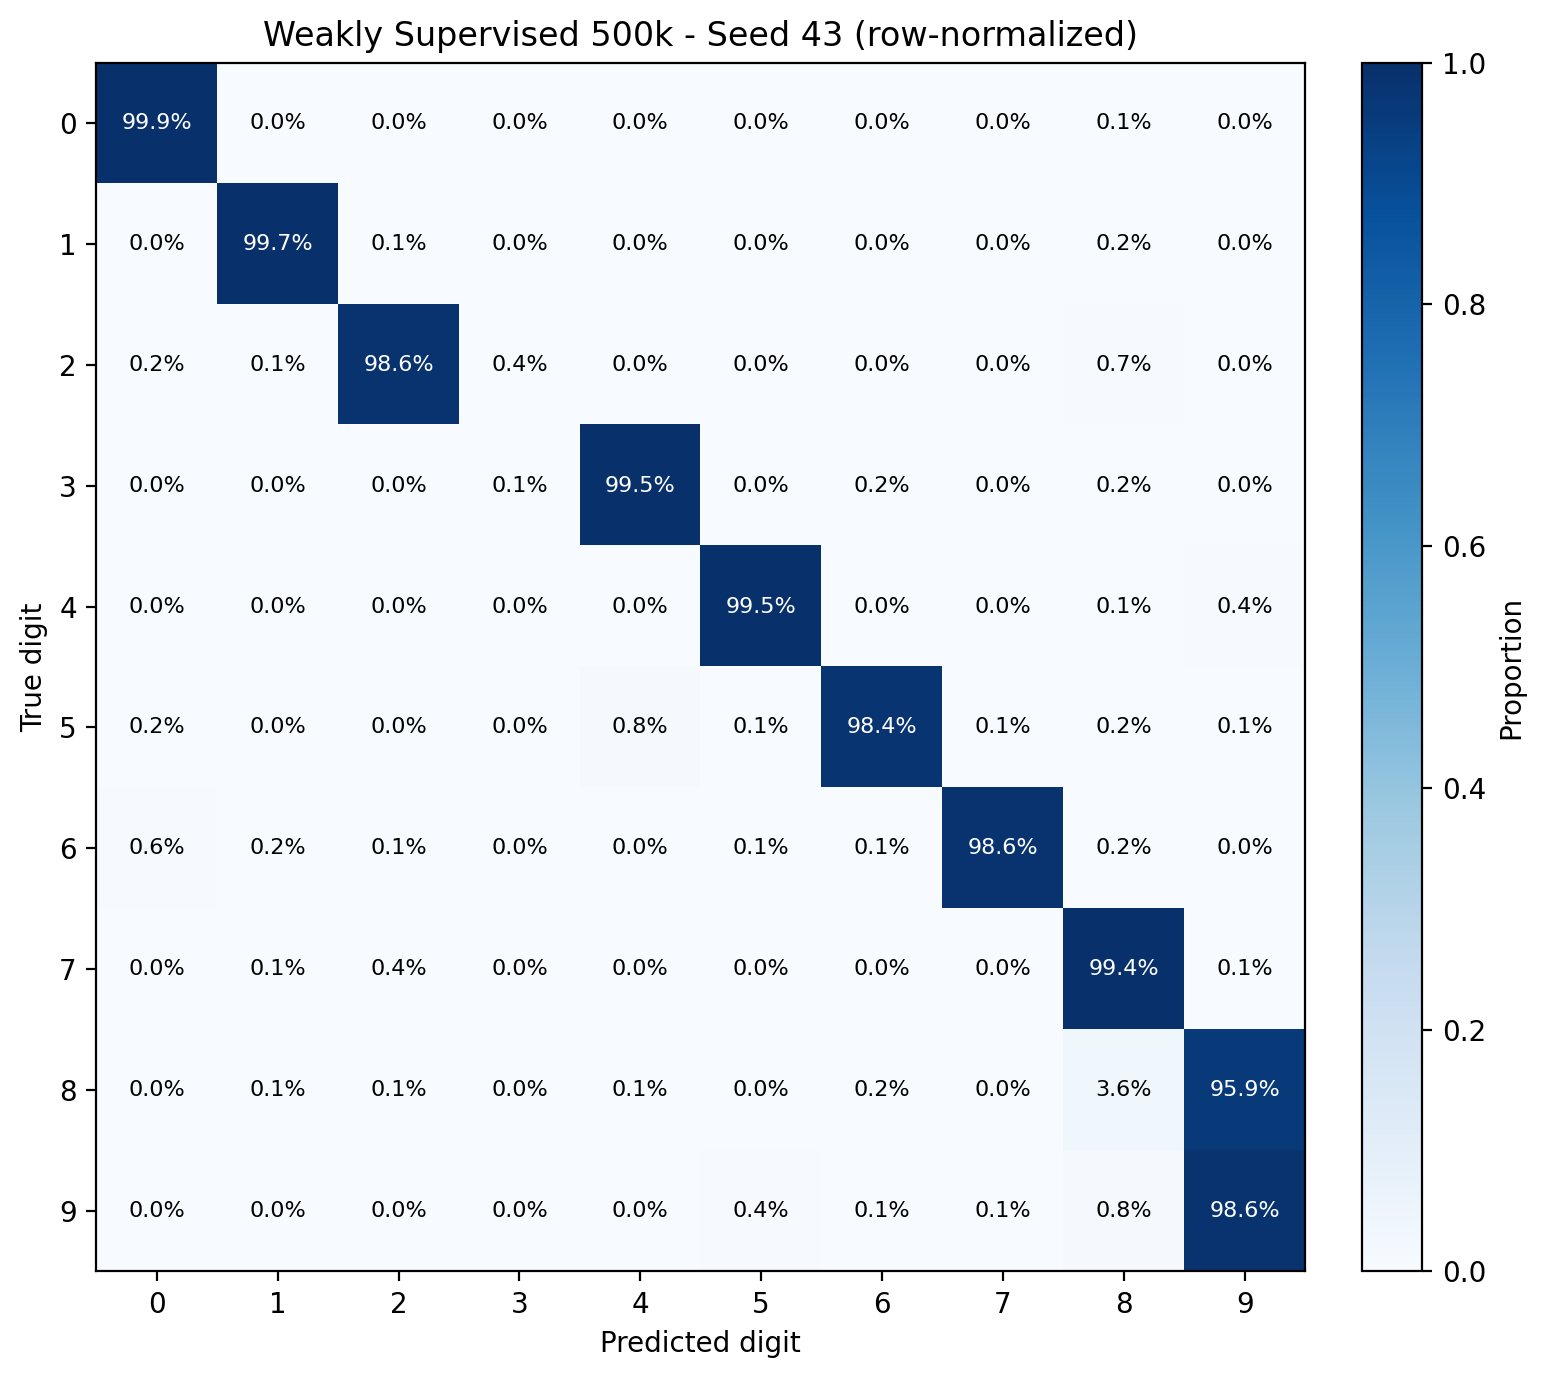 Weakly Supervised 500k - Seed 43 (row-normalized)
0 99.9% 0.0% 0.0% 0.0% 0.0% 0.0% 0.0% 0.0% 0.1% 0.0%
1 0.0% 99.7% 0.1% 0.0% 0.0% 0.0% 0.0% 0.0% 0.2% 0.0%
2 0.2% 0.1% 98.6% 0.4% 0.0% 0.0% 0.0% 0.0% 0.7% 0.0%
3 0.0% 0.0% 0.0% 0.1% 99.5% 0.0% 0.2% 0.0% 0.2% 0.0%
4 0.0% 0.0% 0.0% 0.0% 0.0% 99.5% 0.0% 0.0% 0.1% 0.4%
5 0.2% 0.0% 0.0% 0.0% 0.8% 0.1% 98.4% 0.1% 0.2% 0.1%
6 0.6% 0.2% 0.1% 0.0% 0.0% 0.1% 0.1% 98.6% 0.2% 0.0%
7 0.0% 0.1% 0.4% 0.0% 0.0% 0.0% 0.0% 0.0% 99.4% 0.1%
8 0.0% 0.1% 0.1% 0.0% 0.1% 0.0% 0.2% 0.0% 3.6% 95.9%
9 0.0% 0.0% 0.0% 0.0% 0.0% 0.4% 0.1% 0.1% 0.8% 98.6%
0 1 2 3 4 5 6 7 8 9
Predicted digit
True digit
1.0
0.8
0.6
0.4
0.2
0.0
Proportion